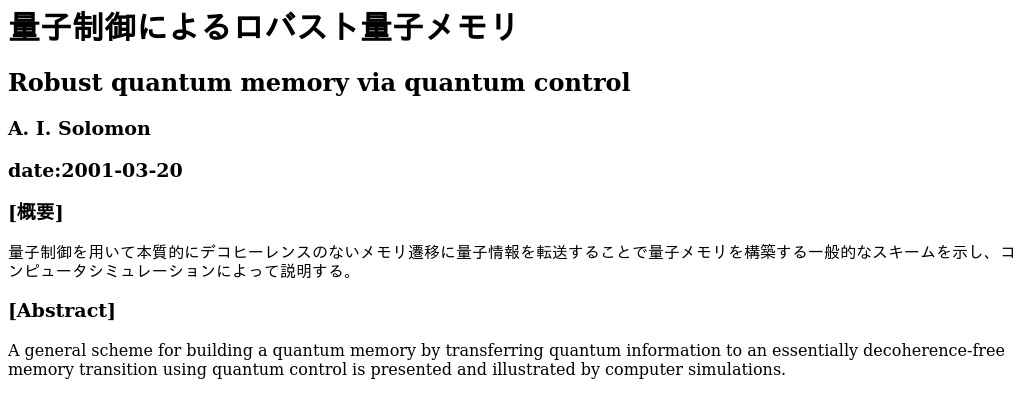 量子制御によるロバスト量子メモリ
Robust quantum memory via quantum control
A. I. Solomon
date:2001-03-20
[概要]
量子制御を用いて本質的にデコヒーレンスのないメモリ遷移に量子情報を転送することで量子メモリを構築する一般的なスキームを示し、コ
ンピュータシミュレーションによって説明する。
[Abstract]
A general scheme for building a quantum memory by transferring quantum information to an essentially decoherence-free
memory transition using quantum control is presented and illustrated by computer simulations.